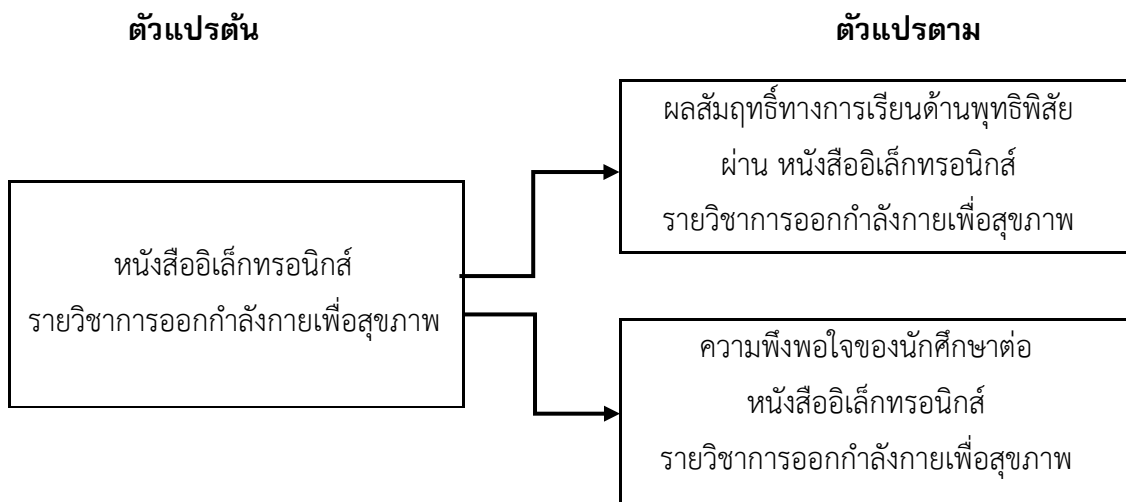 ตัวแปรต้น
ตัวแปรตาม
หนังสืออิเล็กทรอนิกส์
รายวิชาการออกกำลังกายเพื่อสุขภาพ
ผลสัมฤทธิ์ทางการเรียนด้านพุทธิพิสัย
ผ่าน หนังสืออิเล็กทรอนิกส์
รายวิชาการออกกำลังกายเพื่อสุขภาพ
ความพึงพอใจของนักศึกษาต่อ
หนังสืออิเล็กทรอนิกส์
รายวิชาการออกกำลังกายเพื่อสุขภาพ